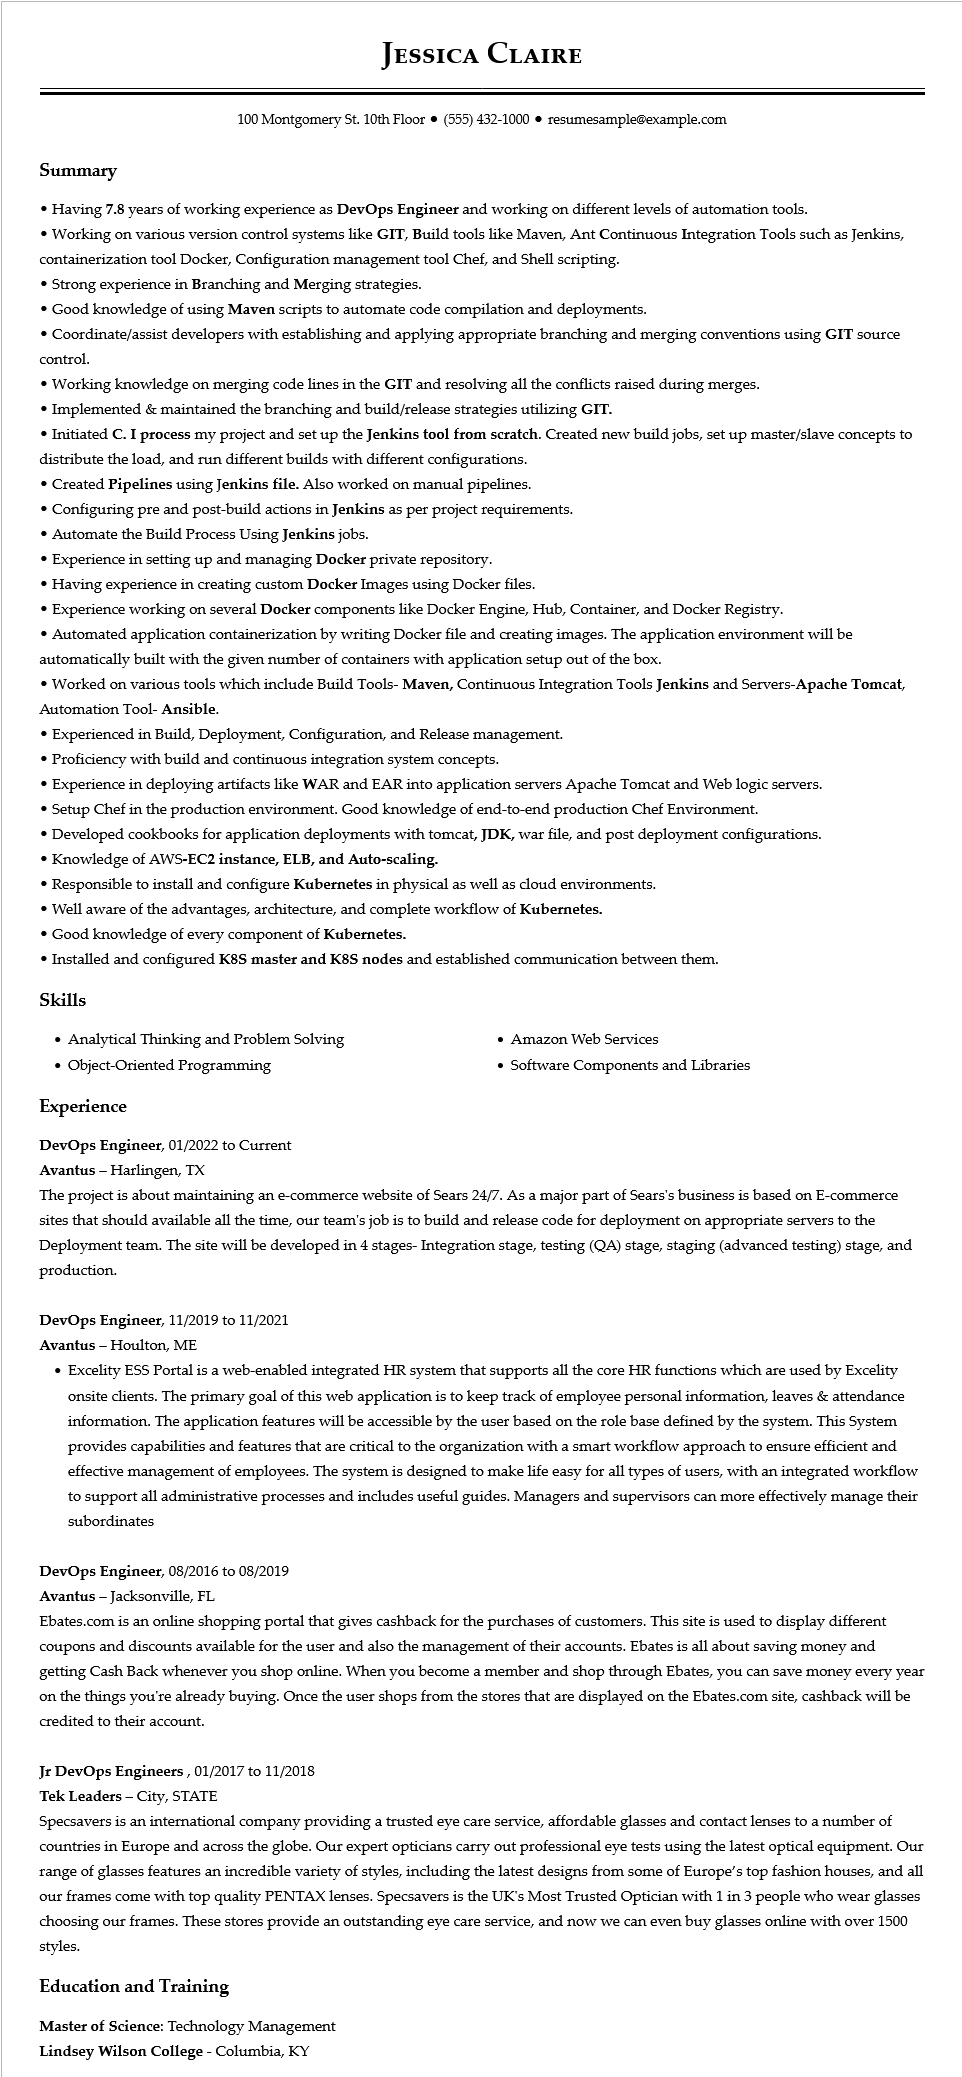 Jessica Claire
100 Montgomery St. 10th Floor ● (555) 432-1000 ● resumesample@example.com
Summary
• Having 7.8 years of working experience as DevOps Engineer and working on different levels of automation tools.
• Working on various version control systems like GIT, Build tools like Maven, Ant Continuous Integration Tools such as Jenkins,
containerization tool Docker, Configuration management tool Chef, and Shell scripting.
• Strong experience in Branching and Merging strategies.
• Good knowledge of using Maven scripts to automate code compilation and deployments.
• Coordinate/assist developers with establishing and applying appropriate branching and merging conventions using GIT source
control.
• Working knowledge on merging code lines in the GIT and resolving all the conflicts raised during merges.
• Implemented & maintained the branching and build/release strategies utilizing GIT.
• Initiated C. I process my project and set up the Jenkins tool from scratch. Created new build jobs, set up master/slave concepts to
distribute the load, and run different builds with different configurations.
• Created Pipelines using Jenkins file. Also worked on manual pipelines.
• Configuring pre and post-build actions in Jenkins as per project requirements.
• Automate the Build Process Using Jenkins jobs.
• Experience in setting up and managing Docker private repository.
• Having experience in creating custom Docker Images using Docker files.
• Experience working on several Docker components like Docker Engine, Hub, Container, and Docker Registry.
• Automated application containerization by writing Docker file and creating images. The application environment will be
automatically built with the given number of containers with application setup out of the box.
• Worked on various tools which include Build Tools- Maven, Continuous Integration Tools Jenkins and Servers-Apache Tomcat,
Automation Tool- Ansible.
• Experienced in Build, Deployment, Configuration, and Release management.
• Proficiency with build and continuous integration system concepts.
• Experience in deploying artifacts like WAR and EAR into application servers Apache Tomcat and Web logic servers.
• Setup Chef in the production environment. Good knowledge of end-to-end production Chef Environment.
• Developed cookbooks for application deployments with tomcat, JDK, war file, and post deployment configurations.
• Knowledge of AWS-EC2 instance, ELB, and Auto-scaling.
• Responsible to install and configure Kubernetes in physical as well as cloud environments.
• Well aware of the advantages, architecture, and complete workflow of Kubernetes.
• Good knowledge of every component of Kubernetes.
• Installed and configured K8S master and K8S nodes and established communication between them.
Skills
• Analytical Thinking and Problem Solving
• Object-Oriented Programming
• Amazon Web Services
• Software Components and Libraries
Experience
DevOps Engineer, 01/2022 to Current
Avantus – Harlingen, TX
The project is about maintaining an e-commerce website of Sears 24/7. As a major part of Sears's business is based on E-commerce
sites that should available all the time, our team's job is to build and release code for deployment on appropriate servers to the
Deployment team. The site will be developed in 4 stages- Integration stage, testing (QA) stage, staging (advanced testing) stage, and
production.
DevOps Engineer, 11/2019 to 11/2021
Avantus – Houlton, ME
• Excelity ESS Portal is a web-enabled integrated HR system that supports all the core HR functions which are used by Excelity
onsite clients. The primary goal of this web application is to keep track of employee personal information, leaves & attendance
information. The application features will be accessible by the user based on the role base defined by the system. This System
provides capabilities and features that are critical to the organization with a smart workflow approach to ensure efficient and
effective management of employees. The system is designed to make life easy for all types of users, with an integrated workflow
to support all administrative processes and includes useful guides. Managers and supervisors can more effectively manage their
subordinates
DevOps Engineer, 08/2016 to 08/2019
Avantus – Jacksonville, FL
Ebates.com is an online shopping portal that gives cashback for the purchases of customers. This site is used to display different
coupons and discounts available for the user and also the management of their accounts. Ebates is all about saving money and
getting Cash Back whenever you shop online. When you become a member and shop through Ebates, you can save money every year
on the things you're already buying. Once the user shops from the stores that are displayed on the Ebates.com site, cashback will be
credited to their account.
Jr DevOps Engineers , 01/2017 to 11/2018
Tek Leaders – City, STATE
Specsavers is an international company providing a trusted eye care service, affordable glasses and contact lenses to a number of
countries in Europe and across the globe. Our expert opticians carry out professional eye tests using the latest optical equipment. Our
range of glasses features an incredible variety of styles, including the latest designs from some of Europe’s top fashion houses, and all
our frames come with top quality PENTAX lenses. Specsavers is the UK's Most Trusted Optician with 1 in 3 people who wear glasses
choosing our frames. These stores provide an outstanding eye care service, and now we can even buy glasses online with over 1500
styles.
Education and Training
Master of Science: Technology Management
Lindsey Wilson College - Columbia, KY